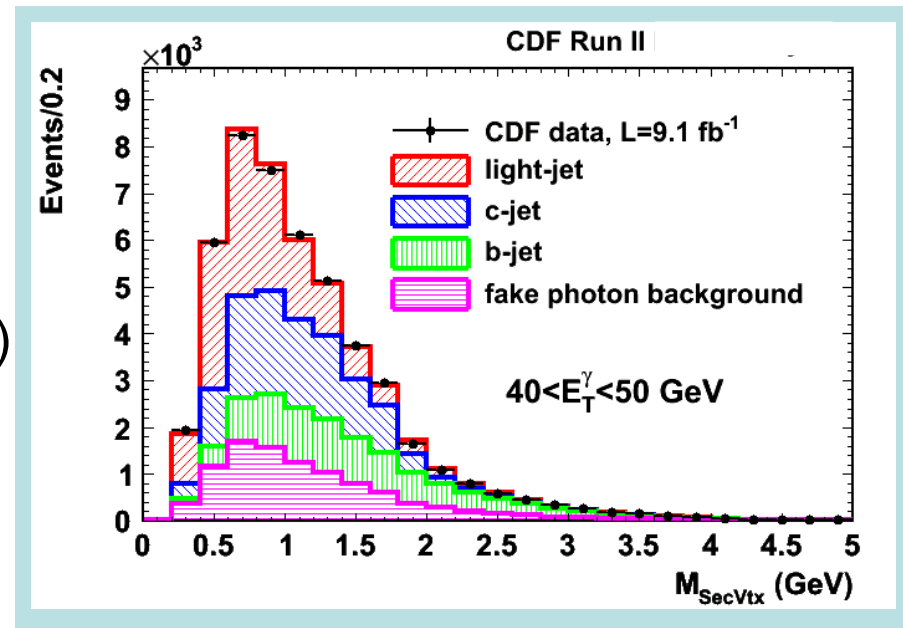 CDF Run II
×10³
Events/0.2
9
8
7
6
5
4
3
2
1
0
CDF data, L=9.1 fb⁻¹
light-jet
c-jet
b-jet
fake photon background
40<E_T^γ<50 GeV
0 0.5 1 1.5 2 2.5 3 3.5 4 4.5 5
M_SecVtx (GeV)
)